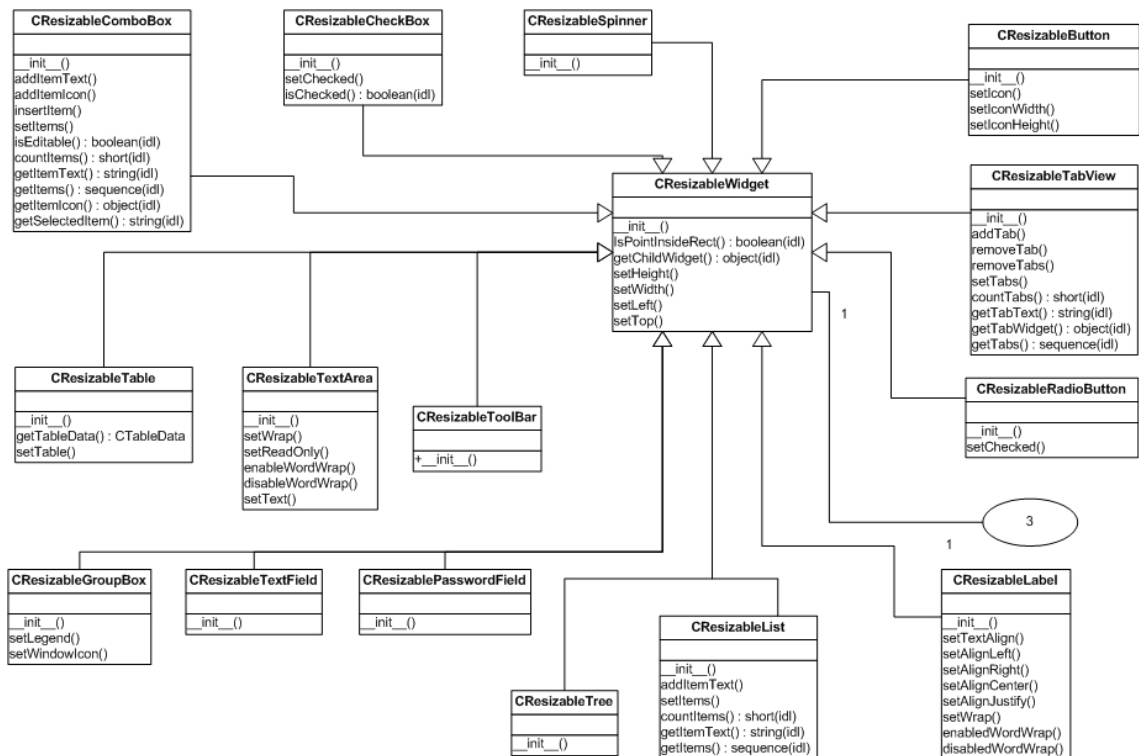 CResizableComboBox
__init__()
addItemText()
addItemIcon()
insertItem()
setItems()
isEditable() : boolean(idl)
countItems() : short(idl)
getItemText() : string(idl)
getItems() : sequence(idl)
getItemIcon() : object(idl)
getSelectedItem() : string(idl)
CResizableCheckBox
__init__()
setChecked()
isChecked() : boolean(idl)
CResizableSpinner
__init__()
CResizableButton
__init__()
setIcon()
setIconWidth()
setIconHeight()
CResizableWidget
__init__()
IsPointInsideRect() : boolean(idl)
getChildWidget() : object(idl)
setHeight()
setWidth()
setLeft()
setTop()
CResizableTabView
__init__()
addTab()
removeTab()
removeTabs()
setTabs()
countTabs() : short(idl)
getTabText() : string(idl)
getTabWidget() : object(idl)
getTabs() : sequence(idl)
1
CResizableTable
__init__()
getTableData() : CTableData
setTable()
CResizableTextArea
__init__()
setWrap()
setReadOnly()
enableWordWrap()
disableWordWrap()
setText()
CResizableToolBar
+__init__()
CResizableRadioButton
__init__()
setChecked()
3
1
CResizableGroupBox
__init__()
setLegend()
setWindowIcon()
CResizableTextField
__init__()
CResizablePasswordField
__init__()
CResizableTree
__init__()
CResizableList
__init__()
addItemText()
setItems()
countItems() : short(idl)
getItemText() : string(idl)
getItems() : sequence(idl)
CResizableLabel
__init__()
setTextAlign()
setAlignLeft()
setAlignRight()
setAlignCenter()
setAlignJustify()
setWrap()
enabledWordWrap()
disabledWordWrap()